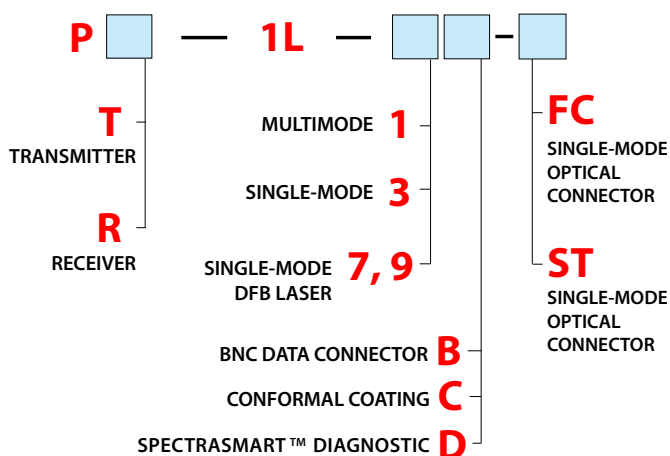 P — 1L — -
T
TRANSMITTER
R
RECEIVER
MULTIMODE 1
SINGLE-MODE 3
SINGLE-MODE 7, 9
DFB LASER
BNC DATA CONNECTOR B
CONFORMAL COATING C
SPECTRASMART™ DIAGNOSTIC D
FC
SINGLE-MODE
OPTICAL
CONNECTOR
ST
SINGLE-MODE
OPTICAL
CONNECTOR